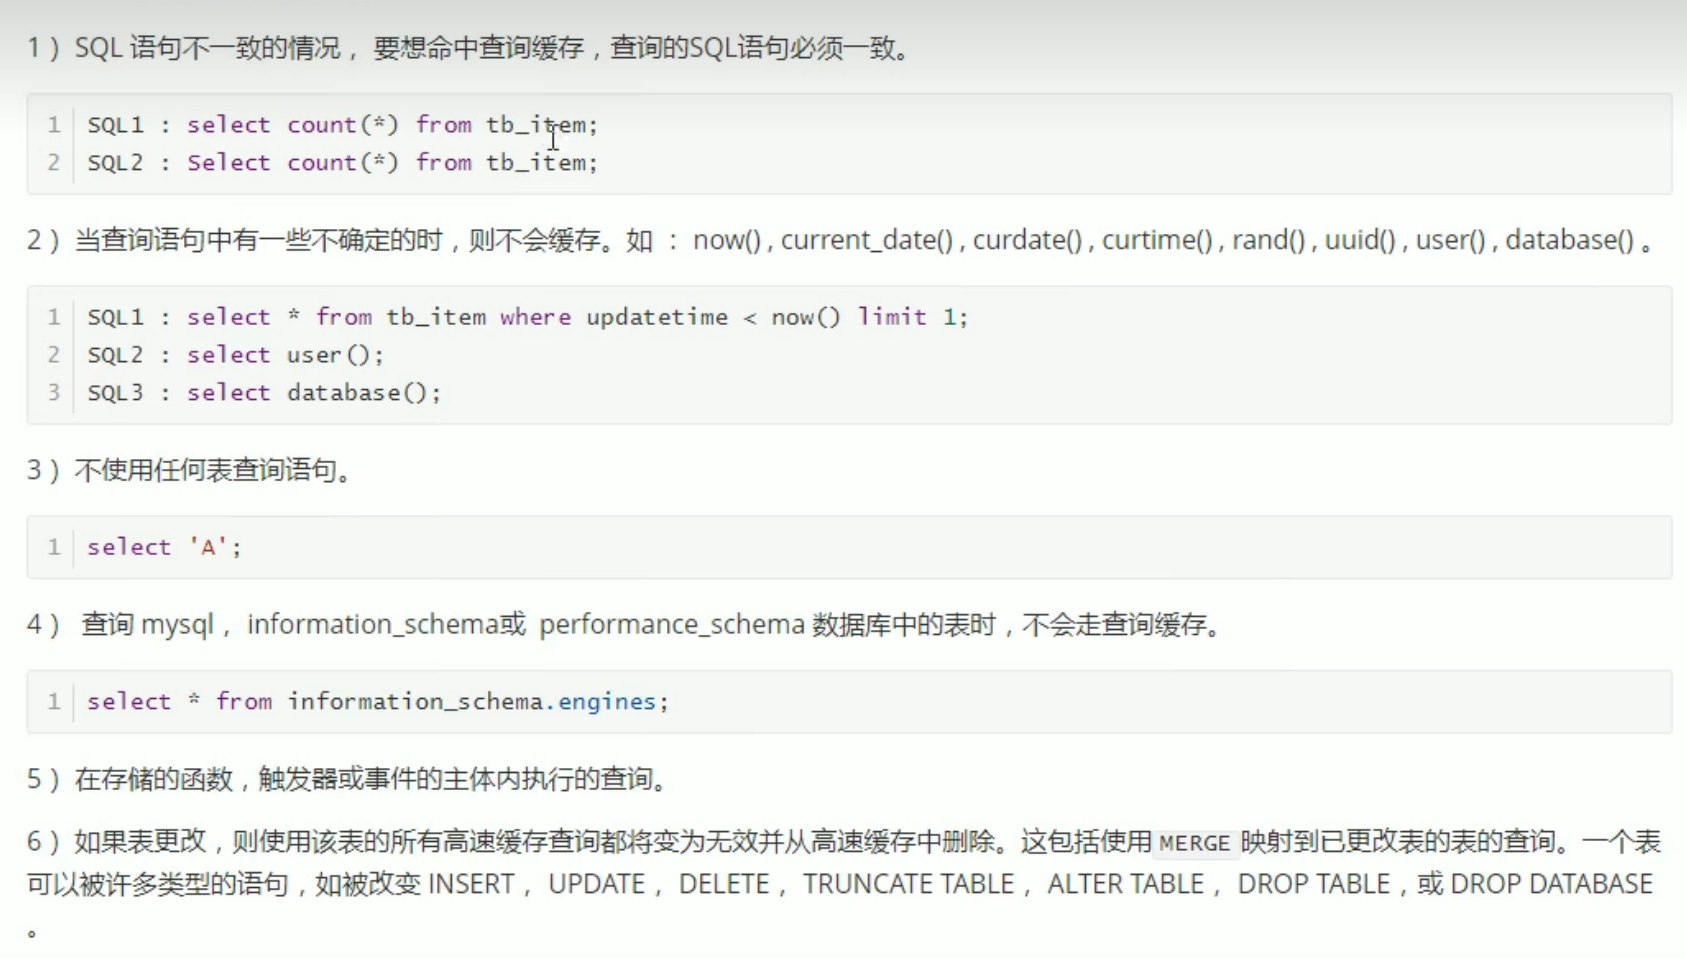 1）SQL 语句不一致的情况， 要想命中查询缓存，查询的SQL语句必须一致。
1 SQL1 : select count(*) from tb_item;
2 SQL2 : Select count(*) from tb_item;
2）当查询语句中有一些不确定的时，则不会缓存。如 ： now() , current_date() , curdate() , curtime() , rand() , uuid() , user() , database() 。
1 SQL1 : select * from tb_item where updatetime < now() limit 1;
2 SQL2 : select user();
3 SQL3 : select database();
3）不使用任何表查询语句。
1 select 'A';
4） 查询 mysql， information_schema或 performance_schema 数据库中的表时，不会走查询缓存。
1 select * from information_schema.engines;
5）在存储的函数，触发器或事件的主体内执行的查询。
6）如果表更改，则使用该表的所有高速缓存查询都将变为无效并从高速缓存中删除。这包括使用 MERGE 映射到已更改表的表的查询。一个表
可以被许多类型的语句，如被改变 INSERT， UPDATE， DELETE， TRUNCATE TABLE， ALTER TABLE， DROP TABLE，或 DROP DATABASE
。